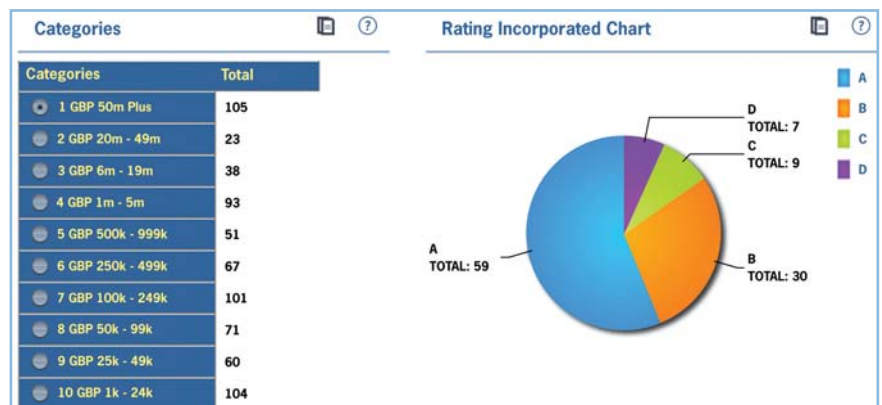 Categories
Categories Total
1 GBP 50m Plus 105
2 GBP 20m - 49m 23
3 GBP 6m - 19m 38
4 GBP 1m - 5m 93
5 GBP 500k - 999k 51
6 GBP 250k - 499k 67
7 GBP 100k - 249k 101
8 GBP 50k - 99k 71
9 GBP 25k - 49k 60
10 GBP 1k - 24k 104
Rating Incorporated Chart
A
B
C
D
D
TOTAL: 7
C
TOTAL: 9
A
TOTAL: 59
B
TOTAL: 30